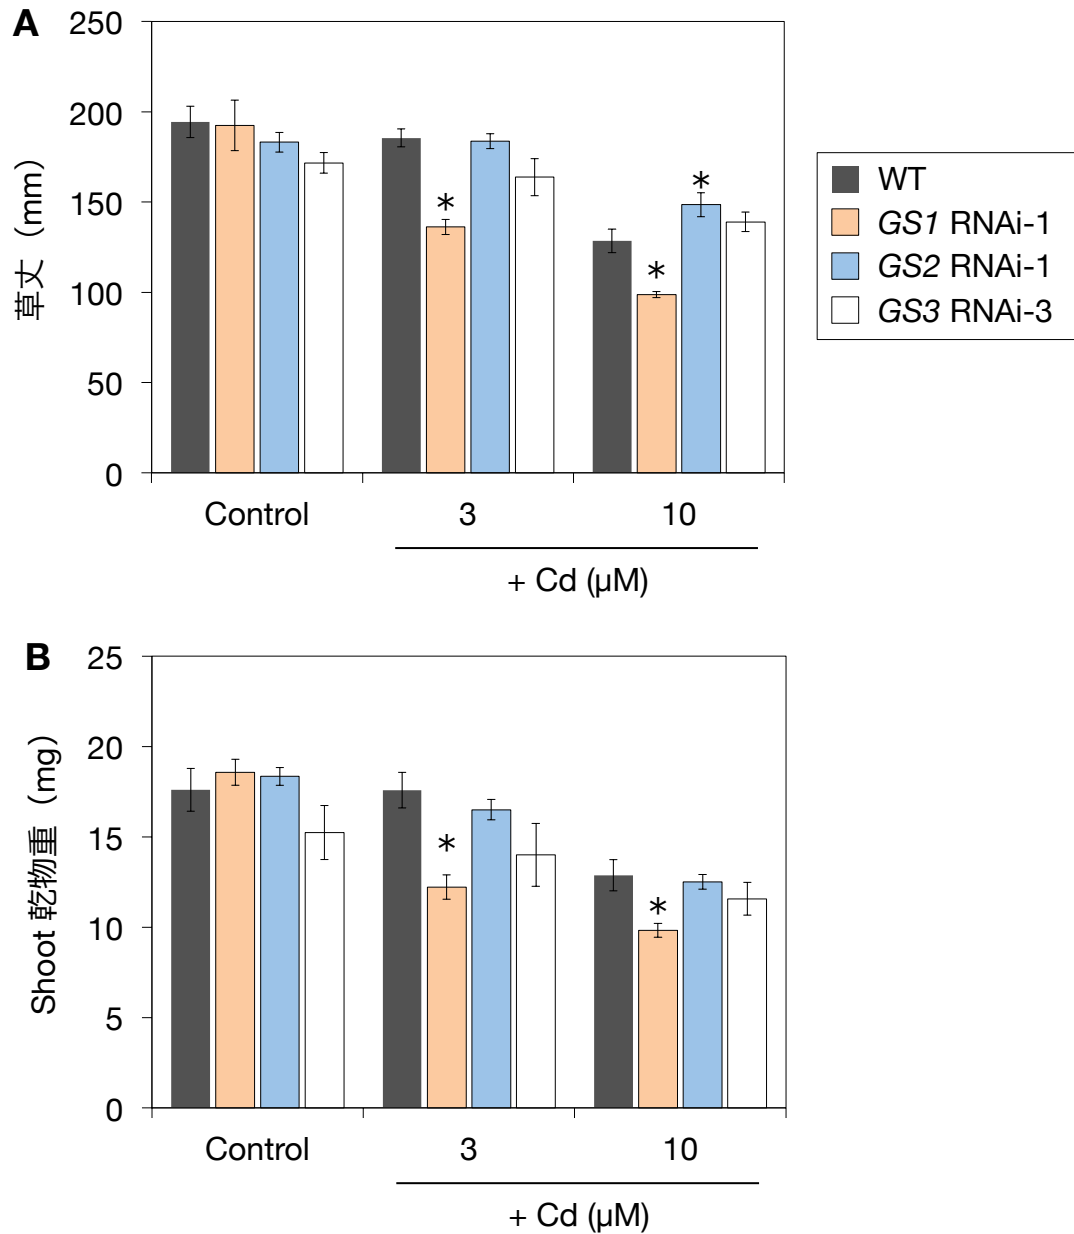 A
250
200
150
100
50
0
草丈（mm）
*
*
*
Control
3
10
+ Cd (µM)
WT
GS1 RNAi-1
GS2 RNAi-1
GS3 RNAi-3
B
25
20
15
10
5
0
Shoot 乾物重（mg）
*
*
Control
3
10
+ Cd (µM)